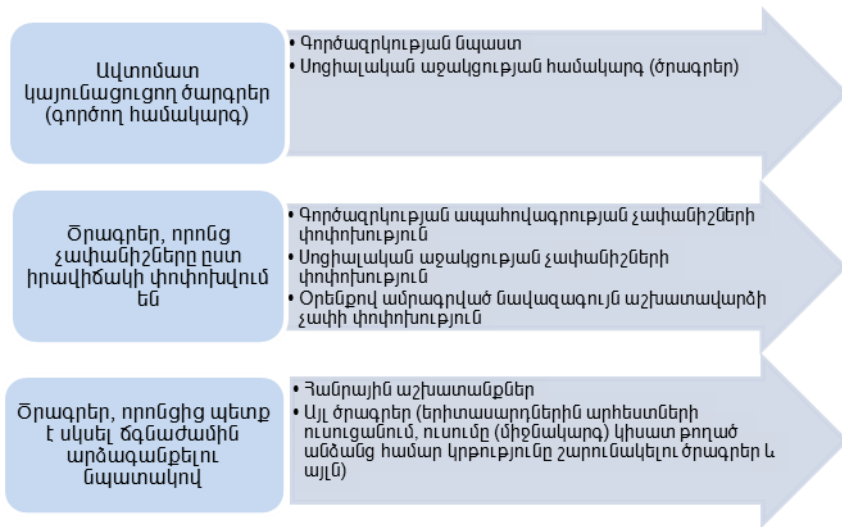 Ավտոմատ
կայունացուցող ծարգրեր
(գործող համակարգ)
• Գործազրկության նպաստ
• Սոցիալական աջակցության համակարգ (ծրագրեր)
Ծրագրեր, որոնց
չափանիշները ըստ
իրավիճակի փոփոխվում
են
• Գործազրկության ապահովագրության չափանիշների
փոփոխություն
• Սոցիալական աջակցության չափանիշների
փոփոխություն
• Օրենքով ամրագրված նավազագույն աշխատավարձի
չափի փոփոխություն
Ծրագրեր, որոնցից պետք
է սկսել ճգնաժամին
արձագանքելու
նպատակով
• Հանրային աշխատանքներ
• Այլ ծրագրեր (երիտասարդներին արհեստների
ուսուցանում, ուսումը (միջնակարգ) կիսատ թողած
անձանց համար կրթությունը շարունակելու ծրագրեր և
այլն)